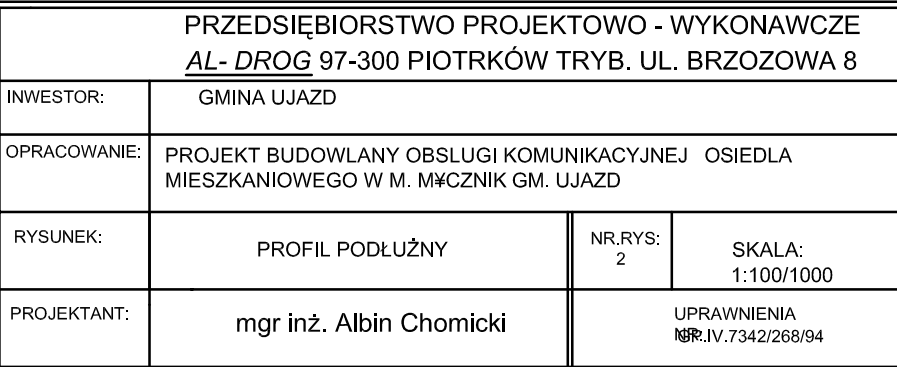 PRZEDSIĘBIORSTWO PROJEKTOWO - WYKONAWCZE
AL- DROG 97-300 PIOTRKÓW TRYB. UL. BRZOZOWA 8
INWESTOR: GMINA UJAZD
OPRACOWANIE: PROJEKT BUDOWLANY OBSLUGI KOMUNIKACYJNEJ OSIEDLA
MIESZKANIOWEGO W M. M¥CZNIK GM. UJAZD
RYSUNEK: PROFIL PODŁUŻNY
NR.RYS:
2
SKALA:
1:100/1000
PROJEKTANT: mgr inż. Albin Chomicki
UPRAWNIENIA
NR. GP.IV.7342/268/94